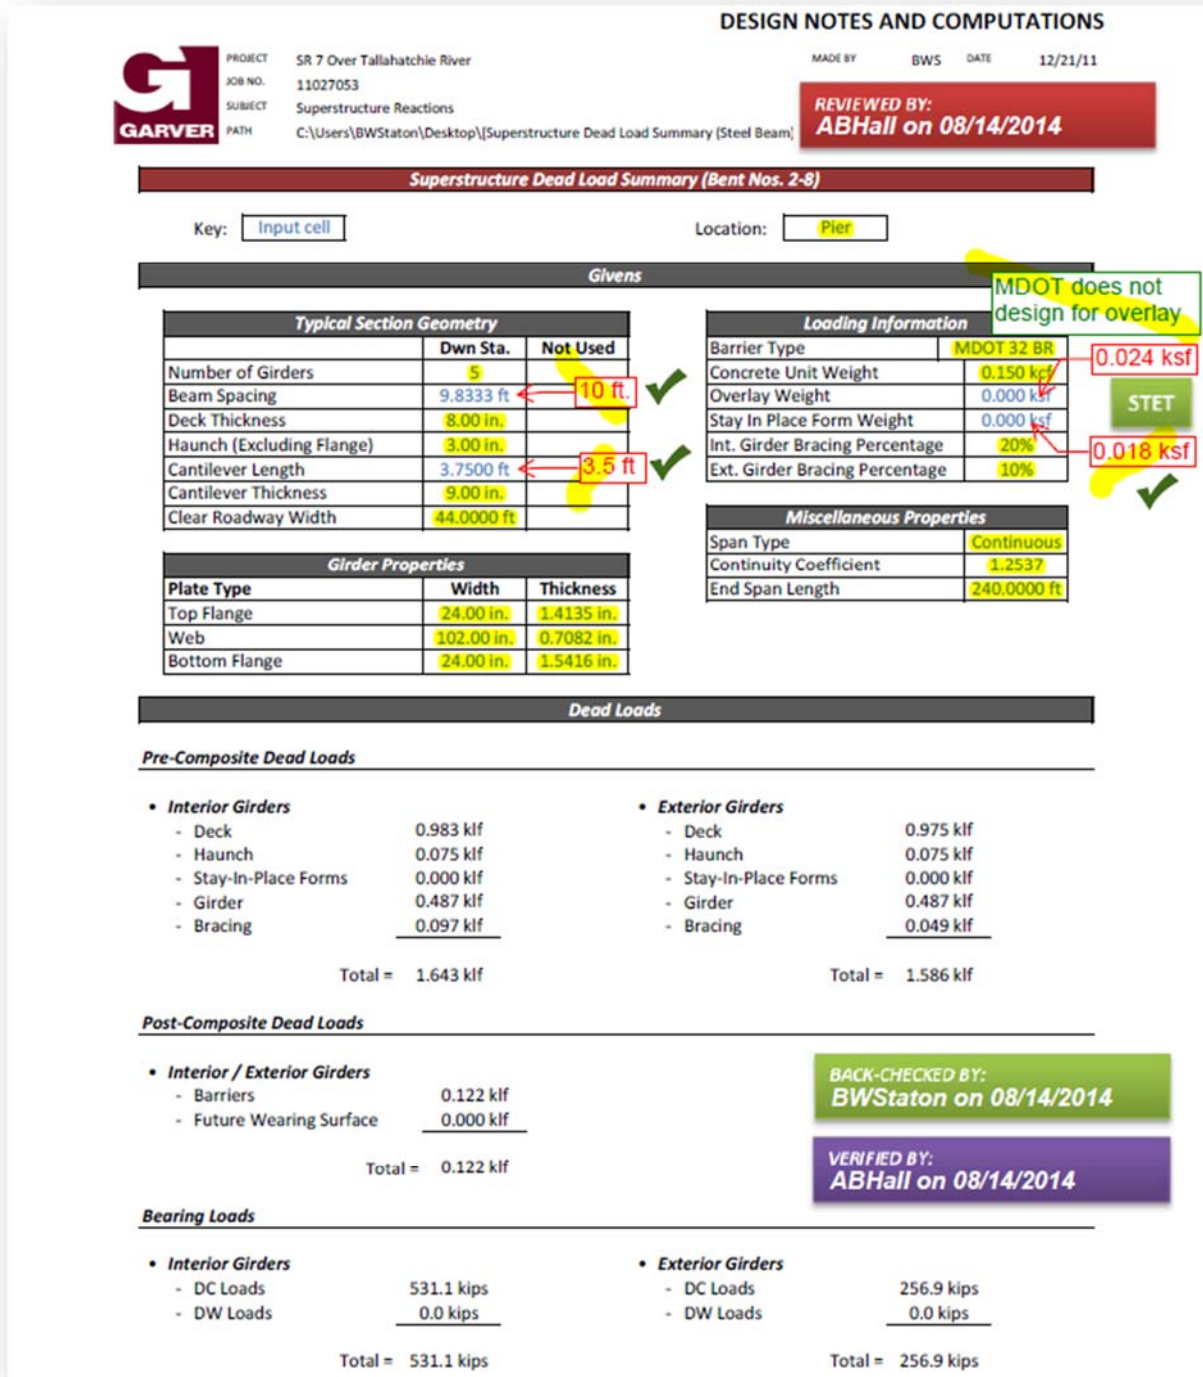 DESIGN NOTES AND COMPUTATIONS
GARVER
PROJECT SR 7 Over Tallahatchie River
JOB NO. 11027053
SUBJECT Superstructure Reactions
PATH C:\Users\BWStaton\Desktop\[Superstructure Dead Load Summary (Steel Beam)
MADE BY BWS DATE 12/21/11
REVIEWED BY:
ABHall on 08/14/2014
Superstructure Dead Load Summary (Bent Nos. 2-8)
Key: Input cell
Location: Pier
Givens
MDOT does not
design for overlay
Typical Section Geometry
Dwn Sta. Not Used
Number of Girders 5
Beam Spacing 9.8333 ft 10 ft.
Deck Thickness 8.00 in.
Haunch (Excluding Flange) 3.00 in.
Cantilever Length 3.7500 ft 3.5 ft
Cantilever Thickness 9.00 in.
Clear Roadway Width 44.0000 ft
Loading Information
Barrier Type MDOT 32 BR
Concrete Unit Weight 0.150 kcf
Overlay Weight 0.000 ksf 0.024 ksf
STET
Stay In Place Form Weight 0.000 ksf
Int. Girder Bracing Percentage 20% 0.018 ksf
Ext. Girder Bracing Percentage 10%
Girder Properties
Plate Type Width Thickness
Top Flange 24.00 in. 1.4135 in.
Web 102.00 in. 0.7082 in.
Bottom Flange 24.00 in. 1.5416 in.
Miscellaneous Properties
Span Type Continuous
Continuity Coefficient 1.2537
End Span Length 240.0000 ft
Dead Loads
Pre-Composite Dead Loads
• Interior Girders
- Deck 0.983 klf
- Haunch 0.075 klf
- Stay-In-Place Forms 0.000 klf
- Girder 0.487 klf
- Bracing 0.097 klf
Total = 1.643 klf
• Exterior Girders
- Deck 0.975 klf
- Haunch 0.075 klf
- Stay-In-Place Forms 0.000 klf
- Girder 0.487 klf
- Bracing 0.049 klf
Total = 1.586 klf
Post-Composite Dead Loads
• Interior / Exterior Girders
- Barriers 0.122 klf
- Future Wearing Surface 0.000 klf
Total = 0.122 klf
BACK-CHECKED BY:
BWStaton on 08/14/2014
VERIFIED BY:
ABHall on 08/14/2014
Bearing Loads
• Interior Girders
- DC Loads 531.1 kips
- DW Loads 0.0 kips
Total = 531.1 kips
• Exterior Girders
- DC Loads 256.9 kips
- DW Loads 0.0 kips
Total = 256.9 kips